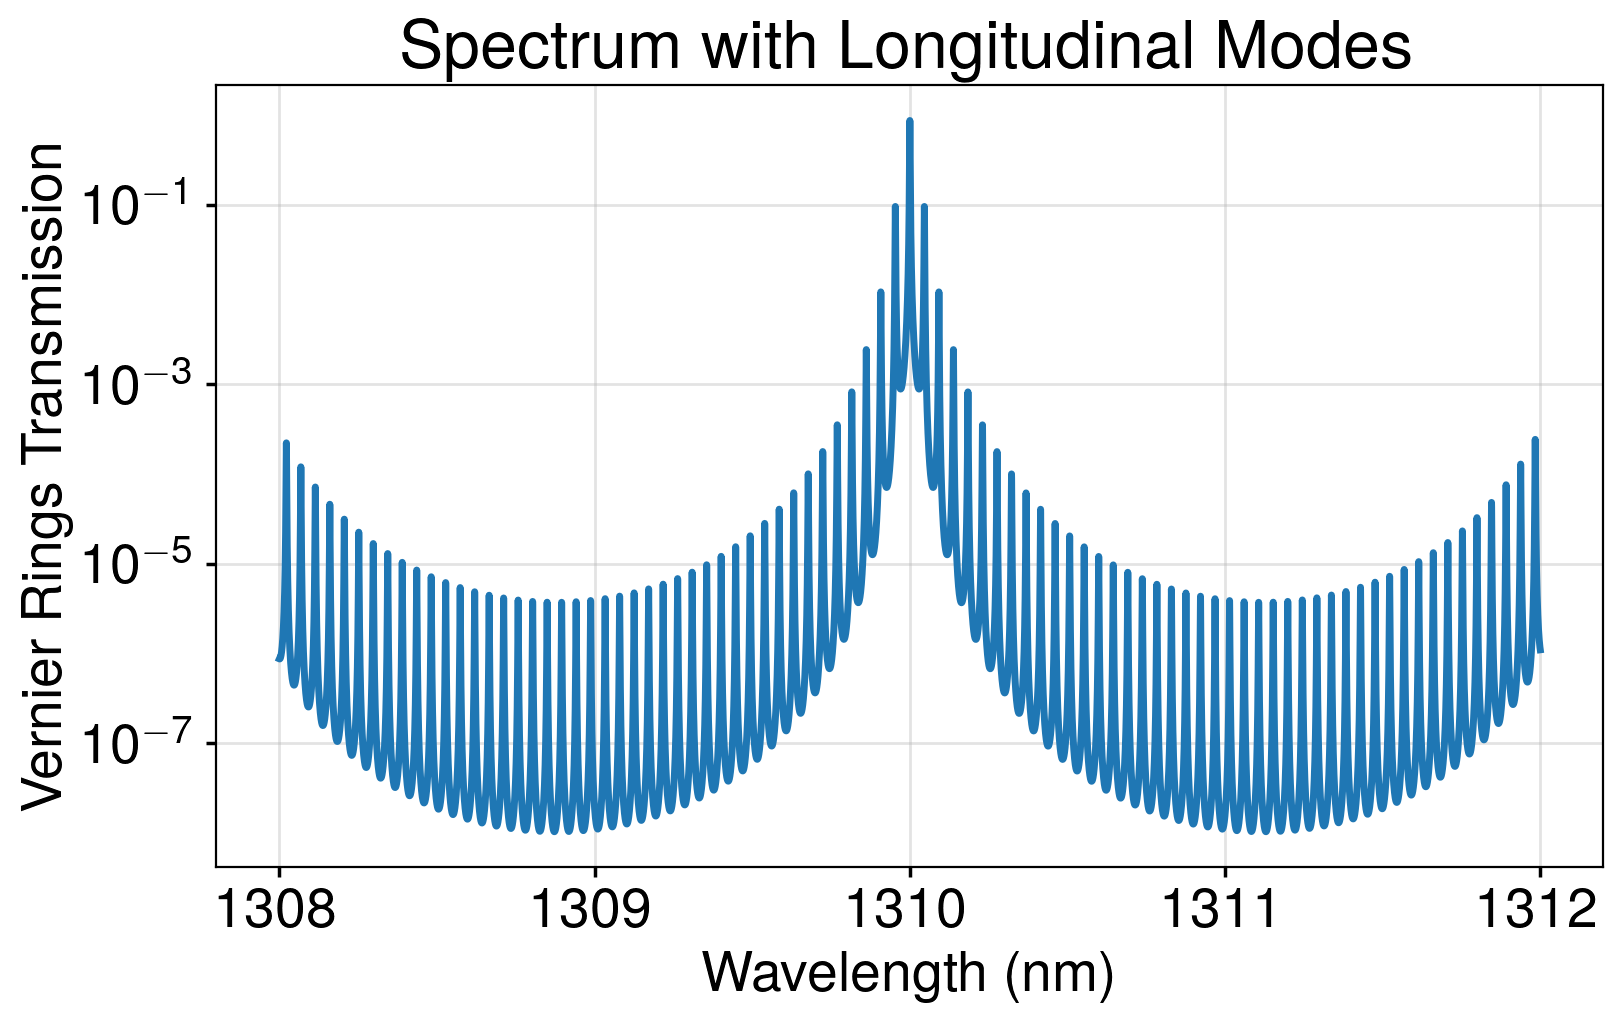 Spectrum with Longitudinal Modes
Vernier Rings Transmission
10⁻¹
10⁻³
10⁻⁵
10⁻⁷
1308 1309 1310 1311 1312
Wavelength (nm)